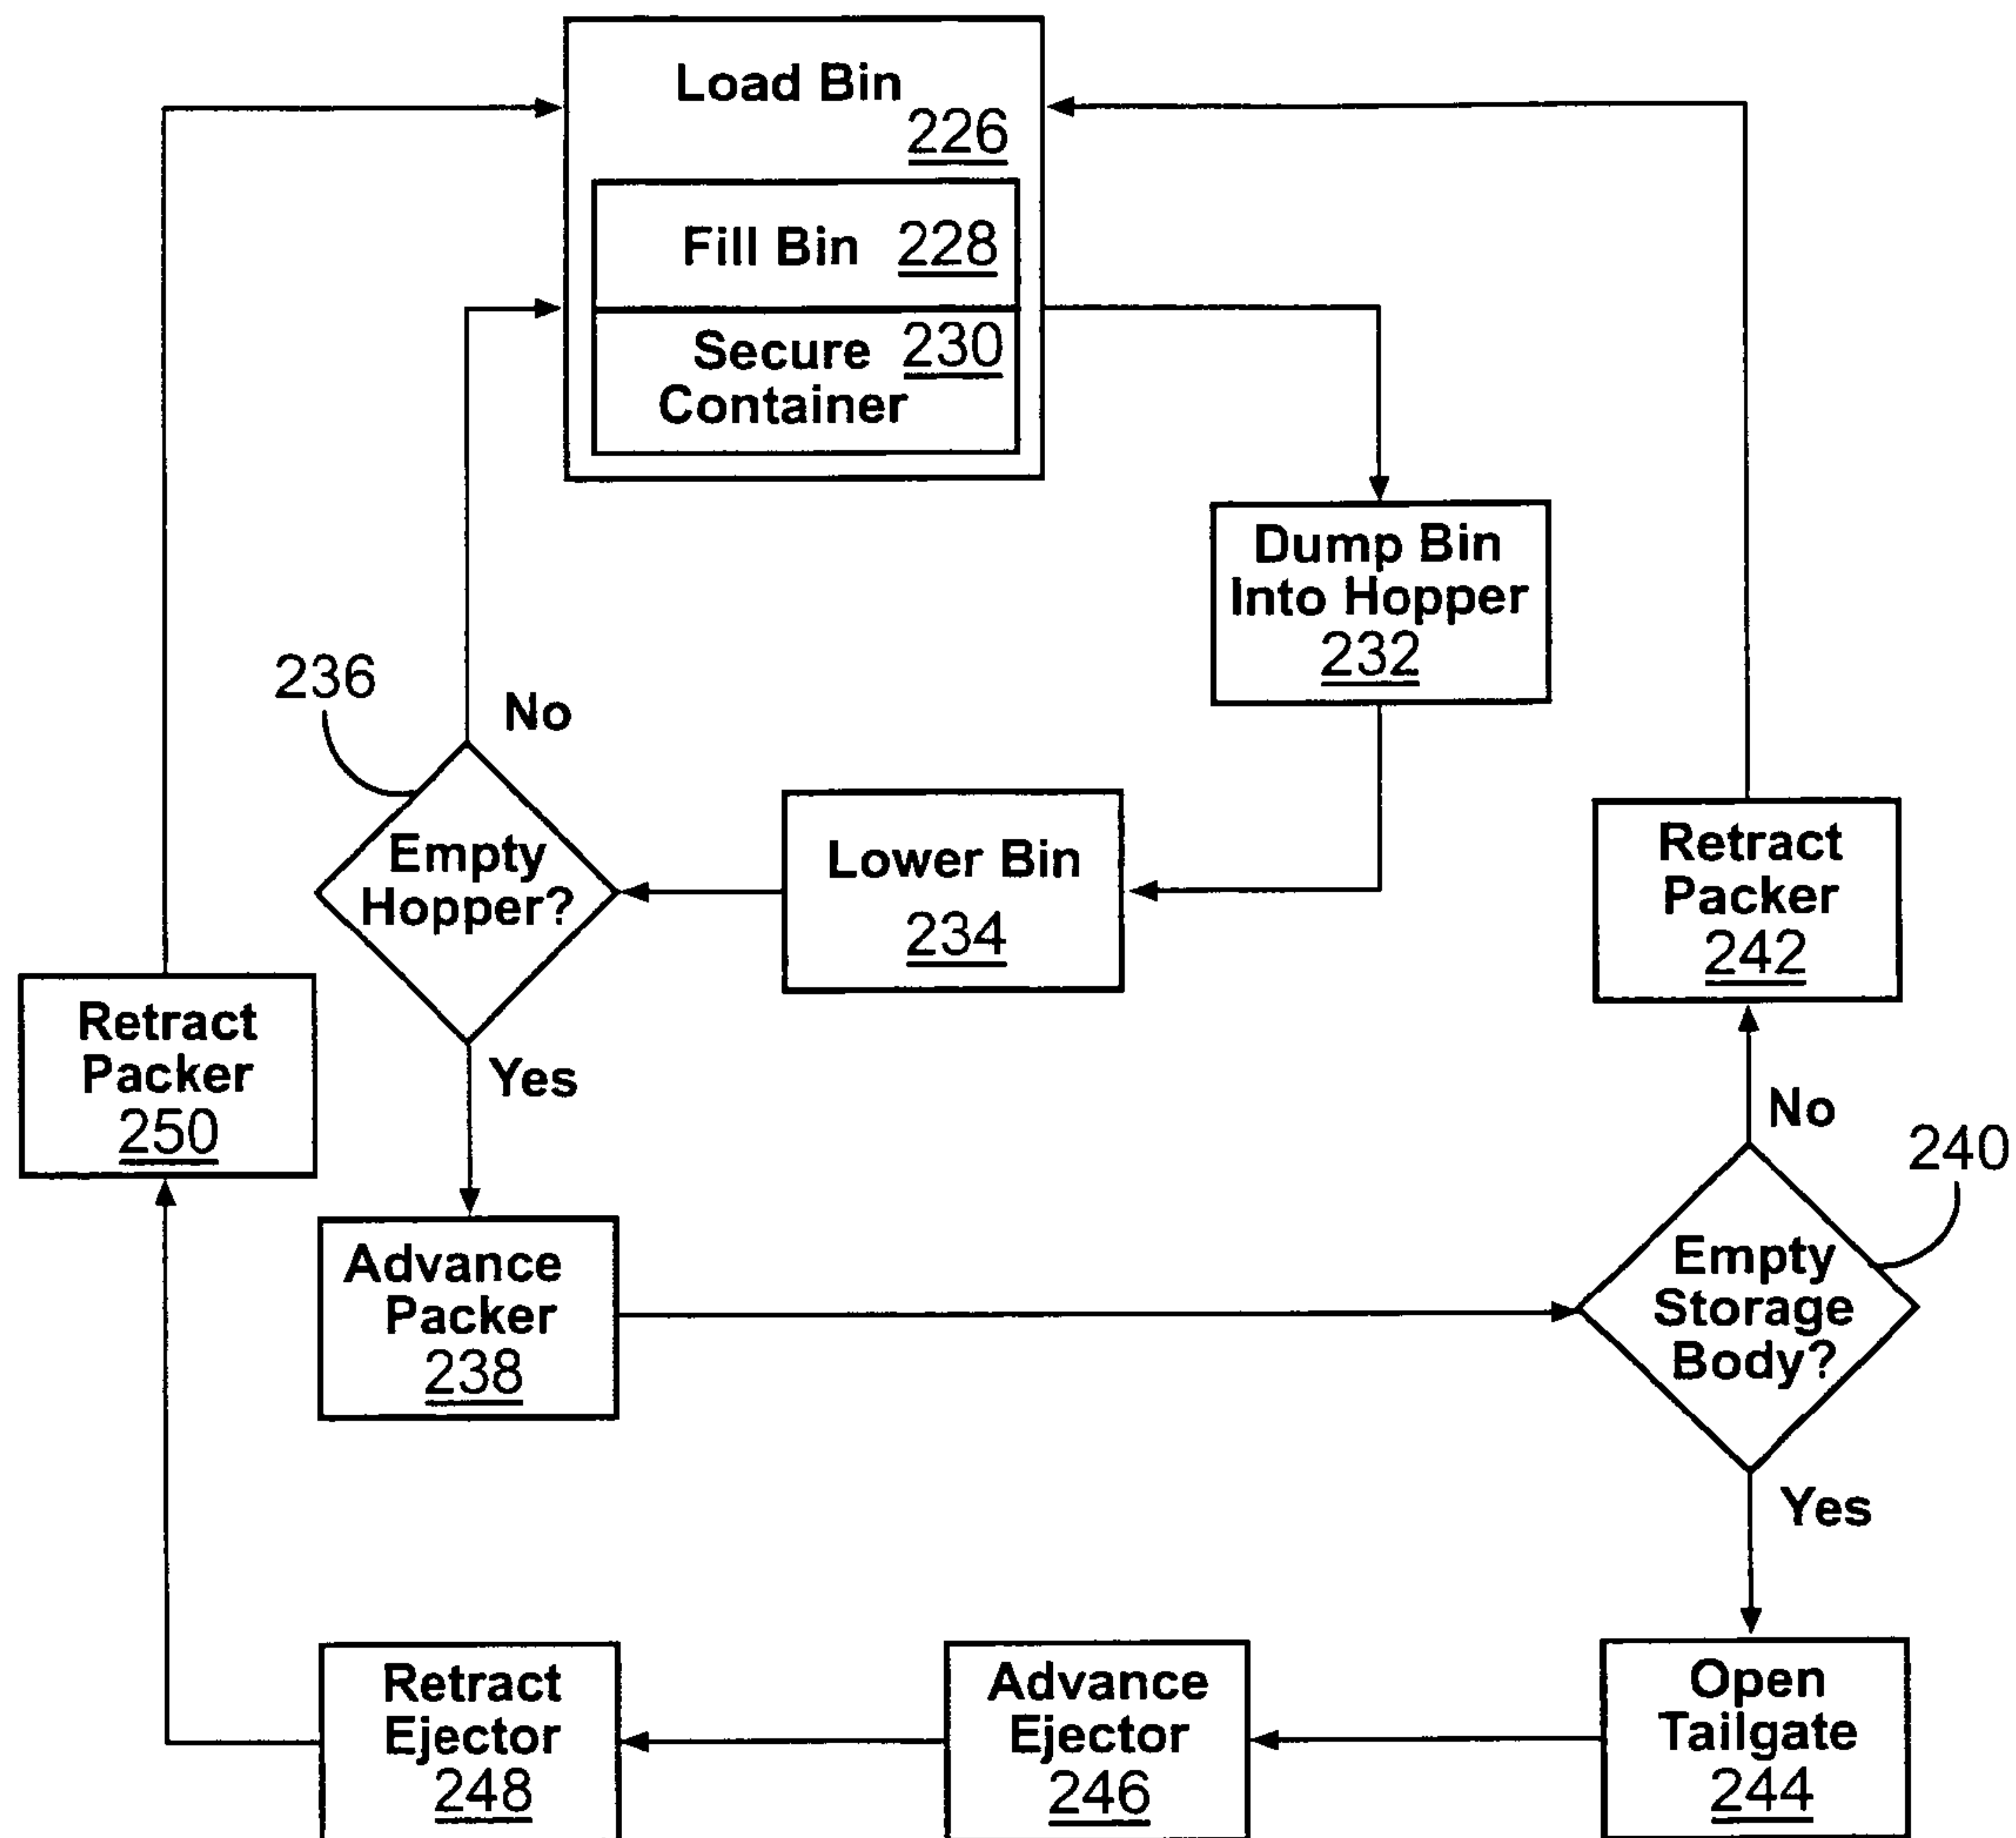 Load Bin
226
Fill Bin 228
Secure 230
Container
Dump Bin
Into Hopper
232
236
No
Empty
Hopper?
Lower Bin
234
Retract
Packer
242
Retract
Packer
250
Yes
No
240
Advance
Packer
238
Empty
Storage
Body?
Yes
Retract
Ejector
248
Advance
Ejector
246
Open
Tailgate
244